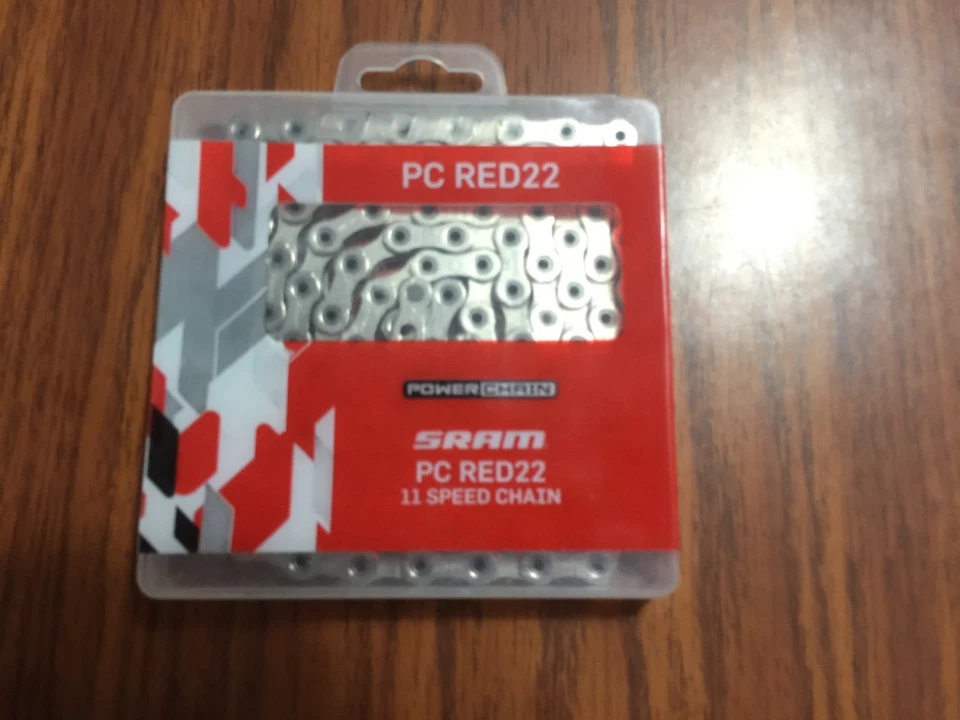 PC RED22
POWERCHAIN
SRAM
PC RED22
11 SPEED CHAIN